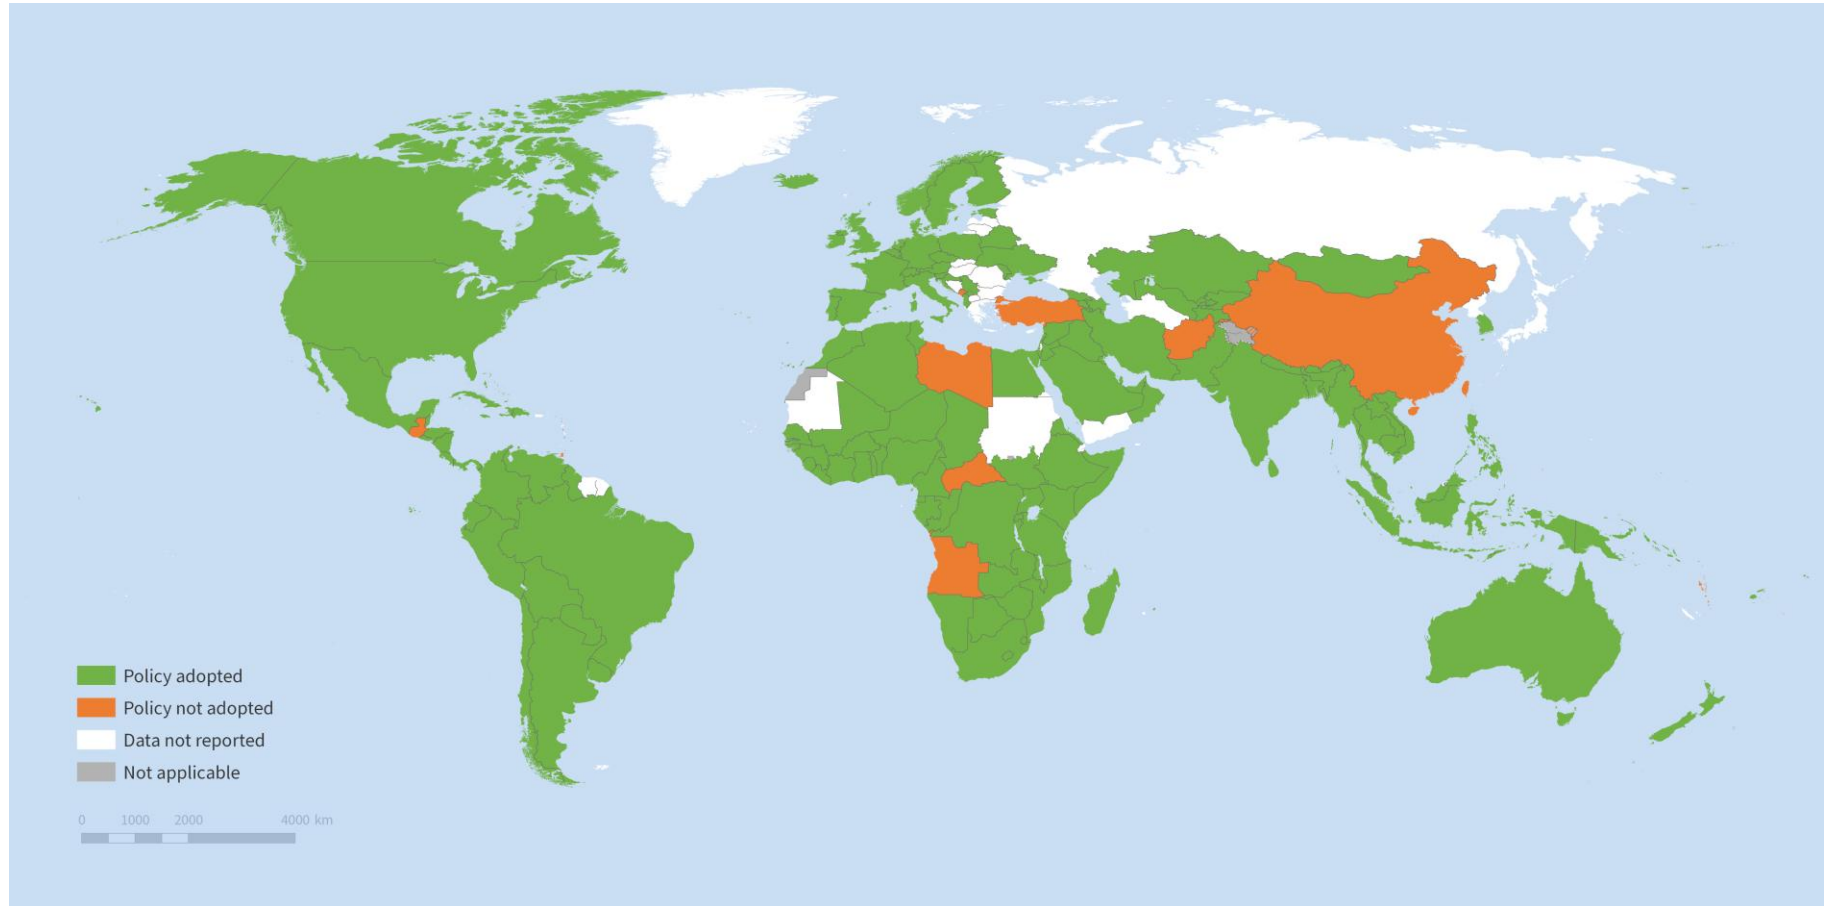 Policy adopted
Policy not adopted
Data not reported
Not applicable
0 1000 2000 4000 km